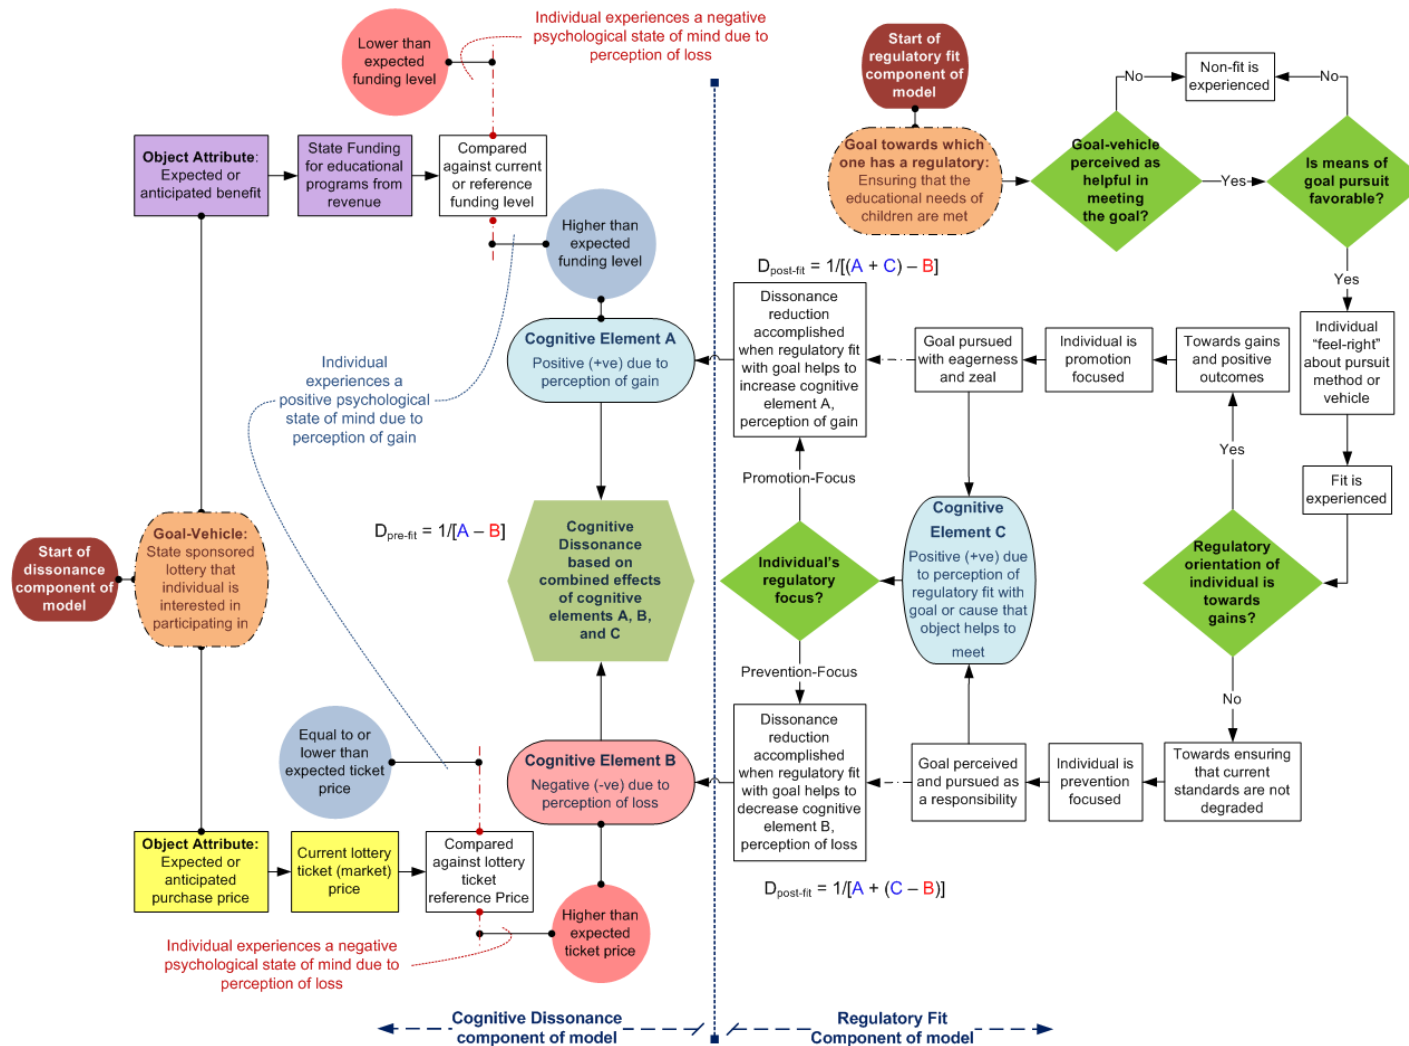 Individual experiences a negative
psychological state of mind due to
perception of loss
Lower than
expected
funding level
Object Attribute:
Expected or
anticipated benefit
State Funding
for educational
programs from
revenue
Compared
against current
or reference
funding level
Higher than
expected
funding level
Cognitive Element A
Positive (+ve) due to
perception of gain
Individual
experiences a
positive psychological
state of mind due to
perception of gain
Dpre-fit = 1/[A – B]
Cognitive
Dissonance
based on
combined effects
of cognitive
elements A, B,
and C
Start of
dissonance
component of
model
Goal-Vehicle:
State sponsored
lottery that
individual is
interested in
participating in
Equal to or
lower than
expected ticket
price
Cognitive Element B
Negative (-ve) due to
perception of loss
Object Attribute:
Expected or
anticipated
purchase price
Current lottery
ticket (market)
price
Compared
against lottery
ticket
reference Price
Higher than
expected
ticket price
Individual experiences a negative
psychological state of mind due to
perception of loss
Cognitive Dissonance
component of model
Start of
regulatory fit
component of
model
Goal towards which
one has a regulatory:
Ensuring that the
educational needs of
children are met
Goal-vehicle
perceived as
helpful in
meeting
the goal?
No
Non-fit is
experienced
No
Yes
Is means of
goal pursuit
favorable?
Yes
Individual
“feel-right”
about pursuit
method or
vehicle
Fit is
experienced
Regulatory
orientation of
individual is
towards
gains?
Yes
Towards gains
and positive
outcomes
Individual is
promotion
focused
Goal pursued
with eagerness
and zeal
Dpost-fit = 1/[(A + C) – B]
Dissonance
reduction
accomplished
when regulatory fit
with goal helps to
increase cognitive
element A,
perception of gain
Promotion-Focus
Individual’s
regulatory
focus?
Cognitive
Element C
Positive (+ve) due
to perception of
regulatory fit with
goal or cause that
object helps to
meet
Prevention-Focus
No
Towards ensuring
that current
standards are not
degraded
Individual is
prevention
focused
Goal perceived
and pursued as
a responsibility
Dissonance
reduction
accomplished
when regulatory fit
with goal helps to
decrease cognitive
element B,
perception of loss
Dpost-fit = 1/[A + (C – B)]
Regulatory Fit
Component of model